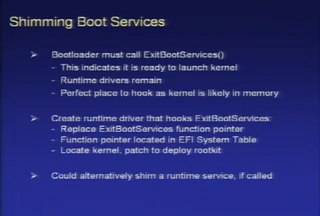 Shimming Boot Services
➢ Bootloader must call ExitBootServices()
- This indicates it is ready to launch kernel
- Runtime drivers remain
- Perfect place to hook as kernel is likely in memory
➢ Create runtime driver that hooks ExitBootServices:
- Replace ExitBootServices function pointer
- Function pointer located in EFI System Table
- Locate kernel, patch to deploy rootkit
➢ Could alternatively shim a runtime service, if called